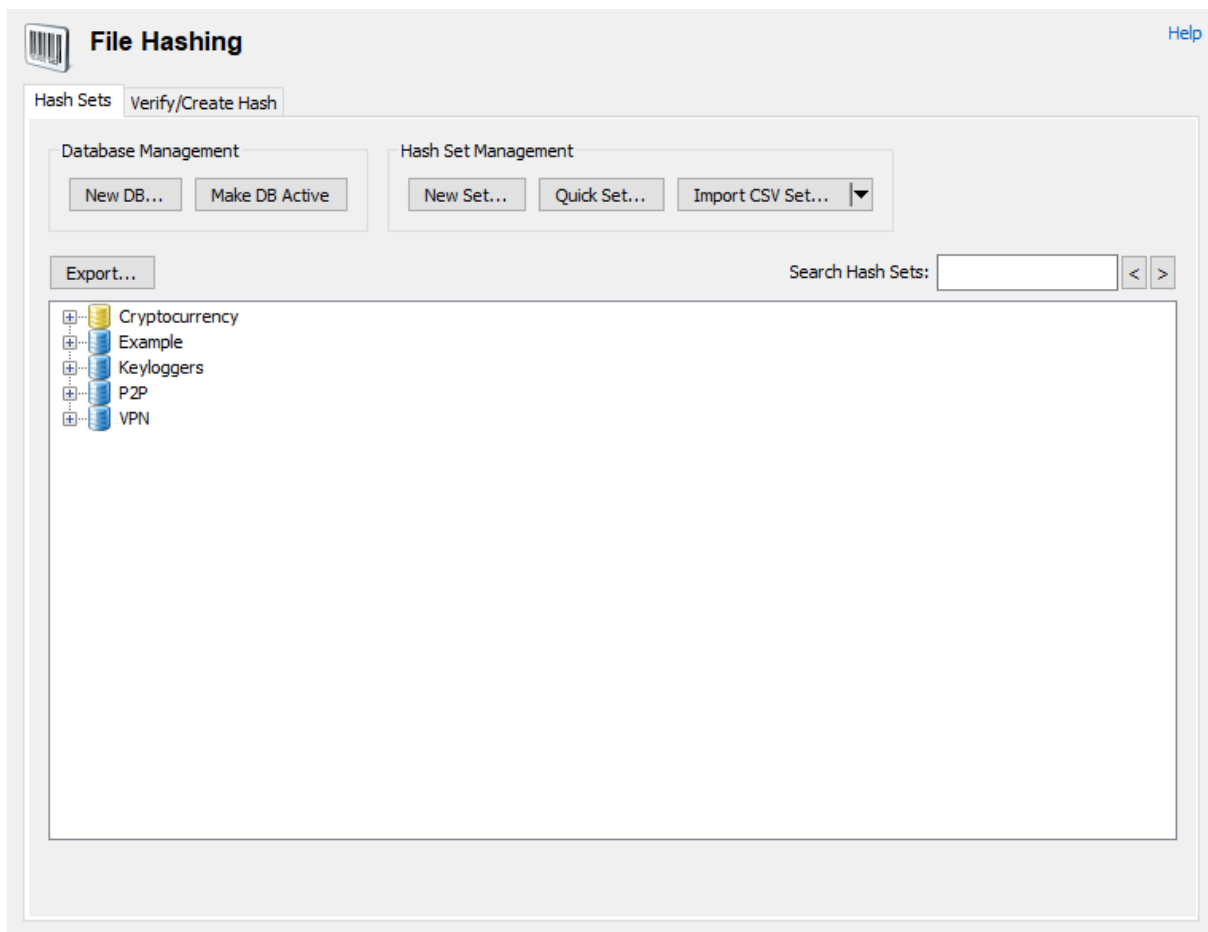 File Hashing
Help
Hash Sets
Verify/Create Hash
Database Management
Hash Set Management
New DB...
Make DB Active
New Set...
Quick Set...
Import CSV Set...
Export...
Search Hash Sets:
<
>
Cryptocurrency
Example
Keyloggers
P2P
VPN